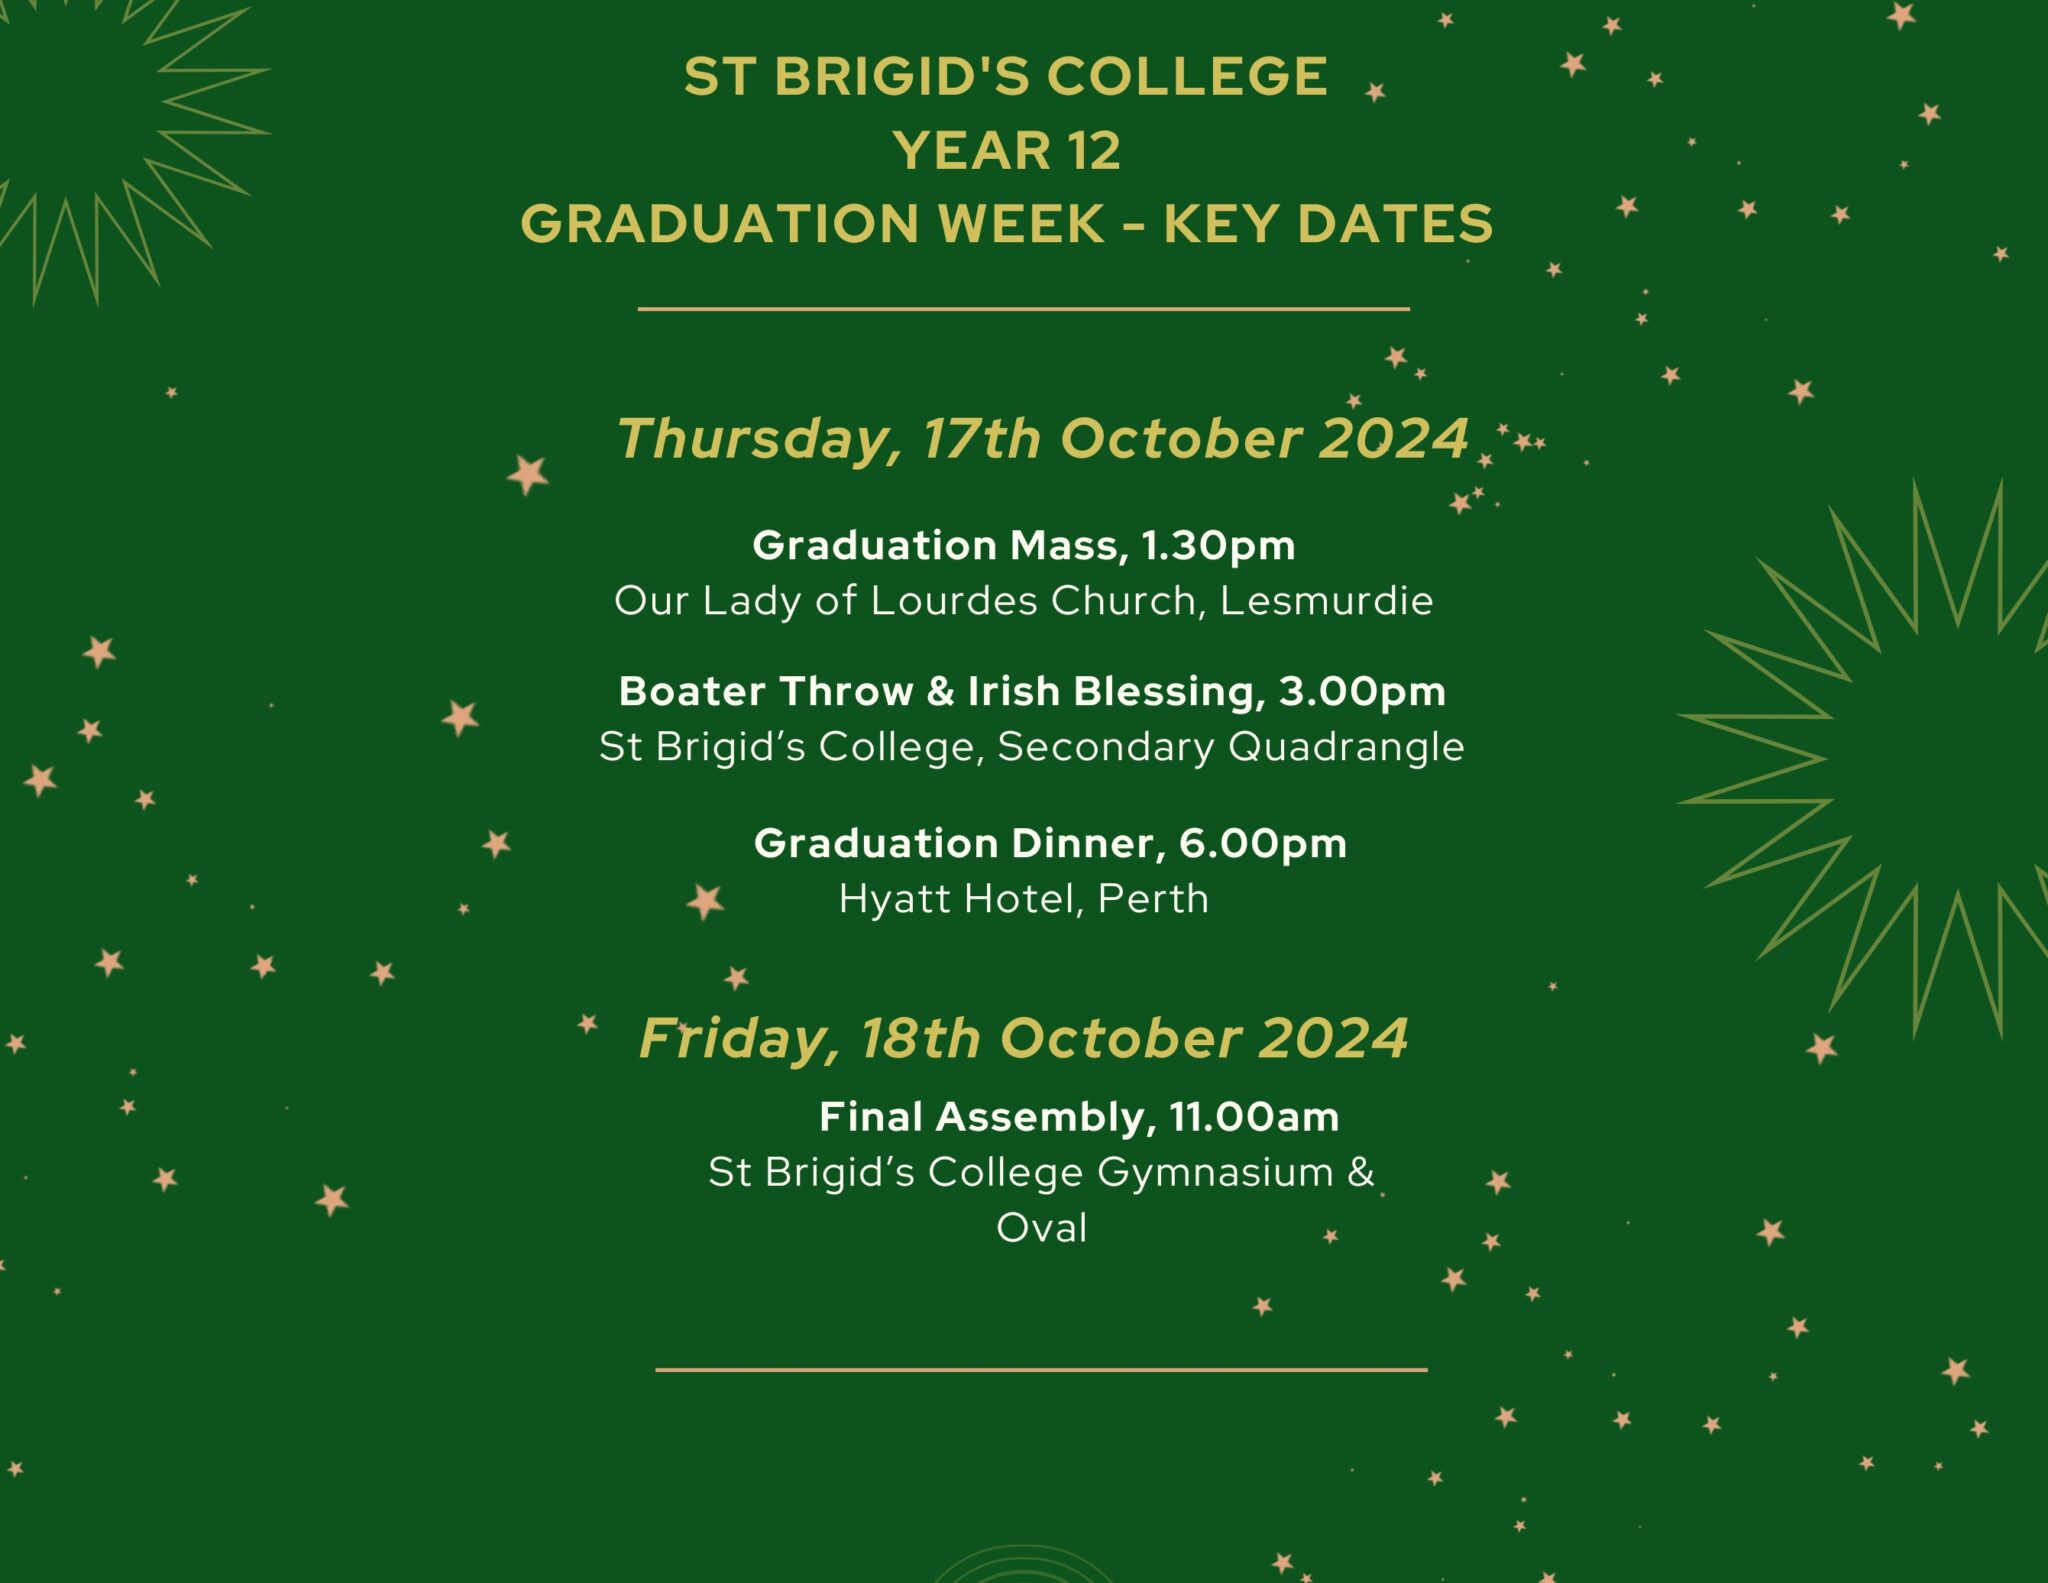 ST BRIGID'S COLLEGE
YEAR 12
GRADUATION WEEK - KEY DATES
Thursday, 17th October 2024
Graduation Mass, 1.30pm
Our Lady of Lourdes Church, Lesmurdie
Boater Throw & Irish Blessing, 3.00pm
St Brigid’s College, Secondary Quadrangle
Graduation Dinner, 6.00pm
Hyatt Hotel, Perth
Friday, 18th October 2024
Final Assembly, 11.00am
St Brigid’s College Gymnasium &
Oval